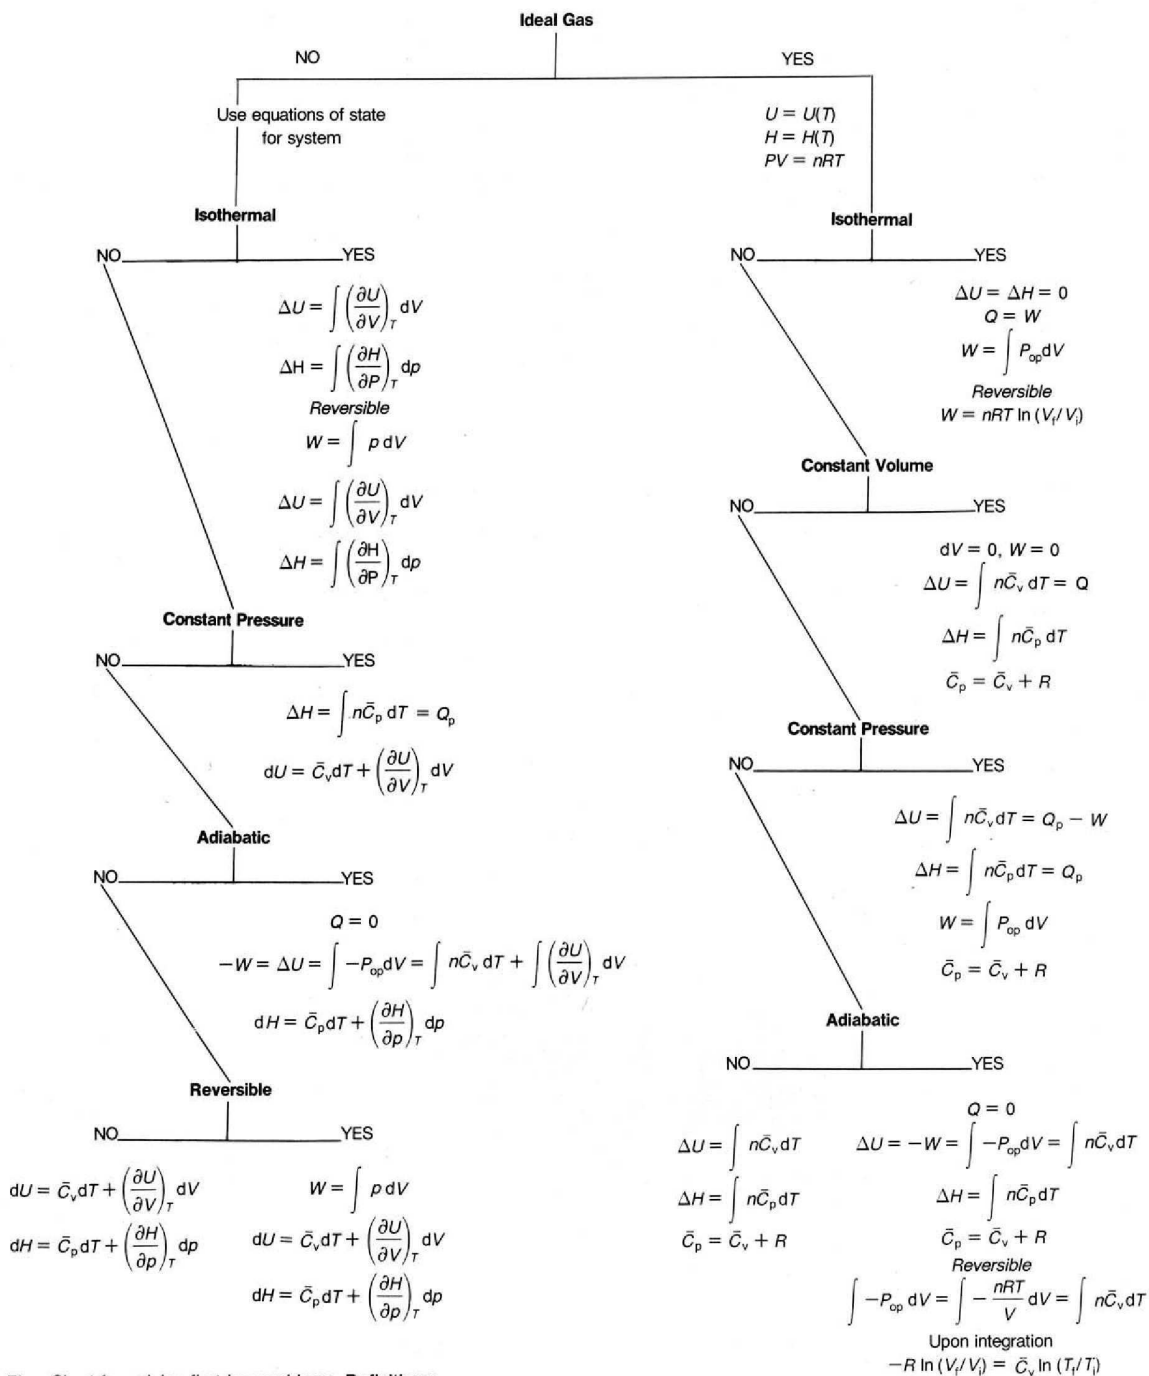 Ideal Gas
NO YES
Use equations of state
for system
U = U(T)
H = H(T)
PV = nRT
Isothermal
NO YES
ΔU = ∫ (∂U/∂V)_T dV
ΔH = ∫ (∂H/∂P)_T dp
Reversible
W = ∫ p dV
ΔU = ∫ (∂U/∂V)_T dV
ΔH = ∫ (∂H/∂P)_T dp
Constant Pressure
NO YES
ΔH = ∫ nC̄_p dT = Q_p
dU = C̄_v dT + (∂U/∂V)_T dV
Adiabatic
NO YES
Q = 0
−W = ΔU = ∫ −P_op dV = ∫ nC̄_v dT + ∫ (∂U/∂V)_T dV
dH = C̄_p dT + (∂H/∂p)_T dp
Reversible
NO YES
dU = C̄_v dT + (∂U/∂V)_T dV
dH = C̄_p dT + (∂H/∂p)_T dp
W = ∫ p dV
dU = C̄_v dT + (∂U/∂V)_T dV
dH = C̄_p dT + (∂H/∂p)_T dp
Isothermal
NO YES
ΔU = ΔH = 0
Q = W
W = ∫ P_op dV
Reversible
W = nRT ln (V_f/V_i)
Constant Volume
NO YES
dV = 0, W = 0
ΔU = ∫ nC̄_v dT = Q
ΔH = ∫ nC̄_p dT
C̄_p = C̄_v + R
Constant Pressure
NO YES
ΔU = ∫ nC̄_v dT = Q_p − W
ΔH = ∫ nC̄_p dT = Q_p
W = ∫ P_op dV
C̄_p = C̄_v + R
Adiabatic
NO YES
ΔU = ∫ nC̄_v dT
ΔH = ∫ nC̄_p dT
C̄_p = C̄_v + R
Q = 0
ΔU = −W = ∫ −P_op dV = ∫ nC̄_v dT
ΔH = ∫ nC̄_p dT
C̄_p = C̄_v + R
Reversible
∫ −P_op dV = ∫ − nRT/V dV = ∫ nC̄_v dT
Upon integration
−R ln (V_f/V_i) = C̄_v ln (T_f/T_i)